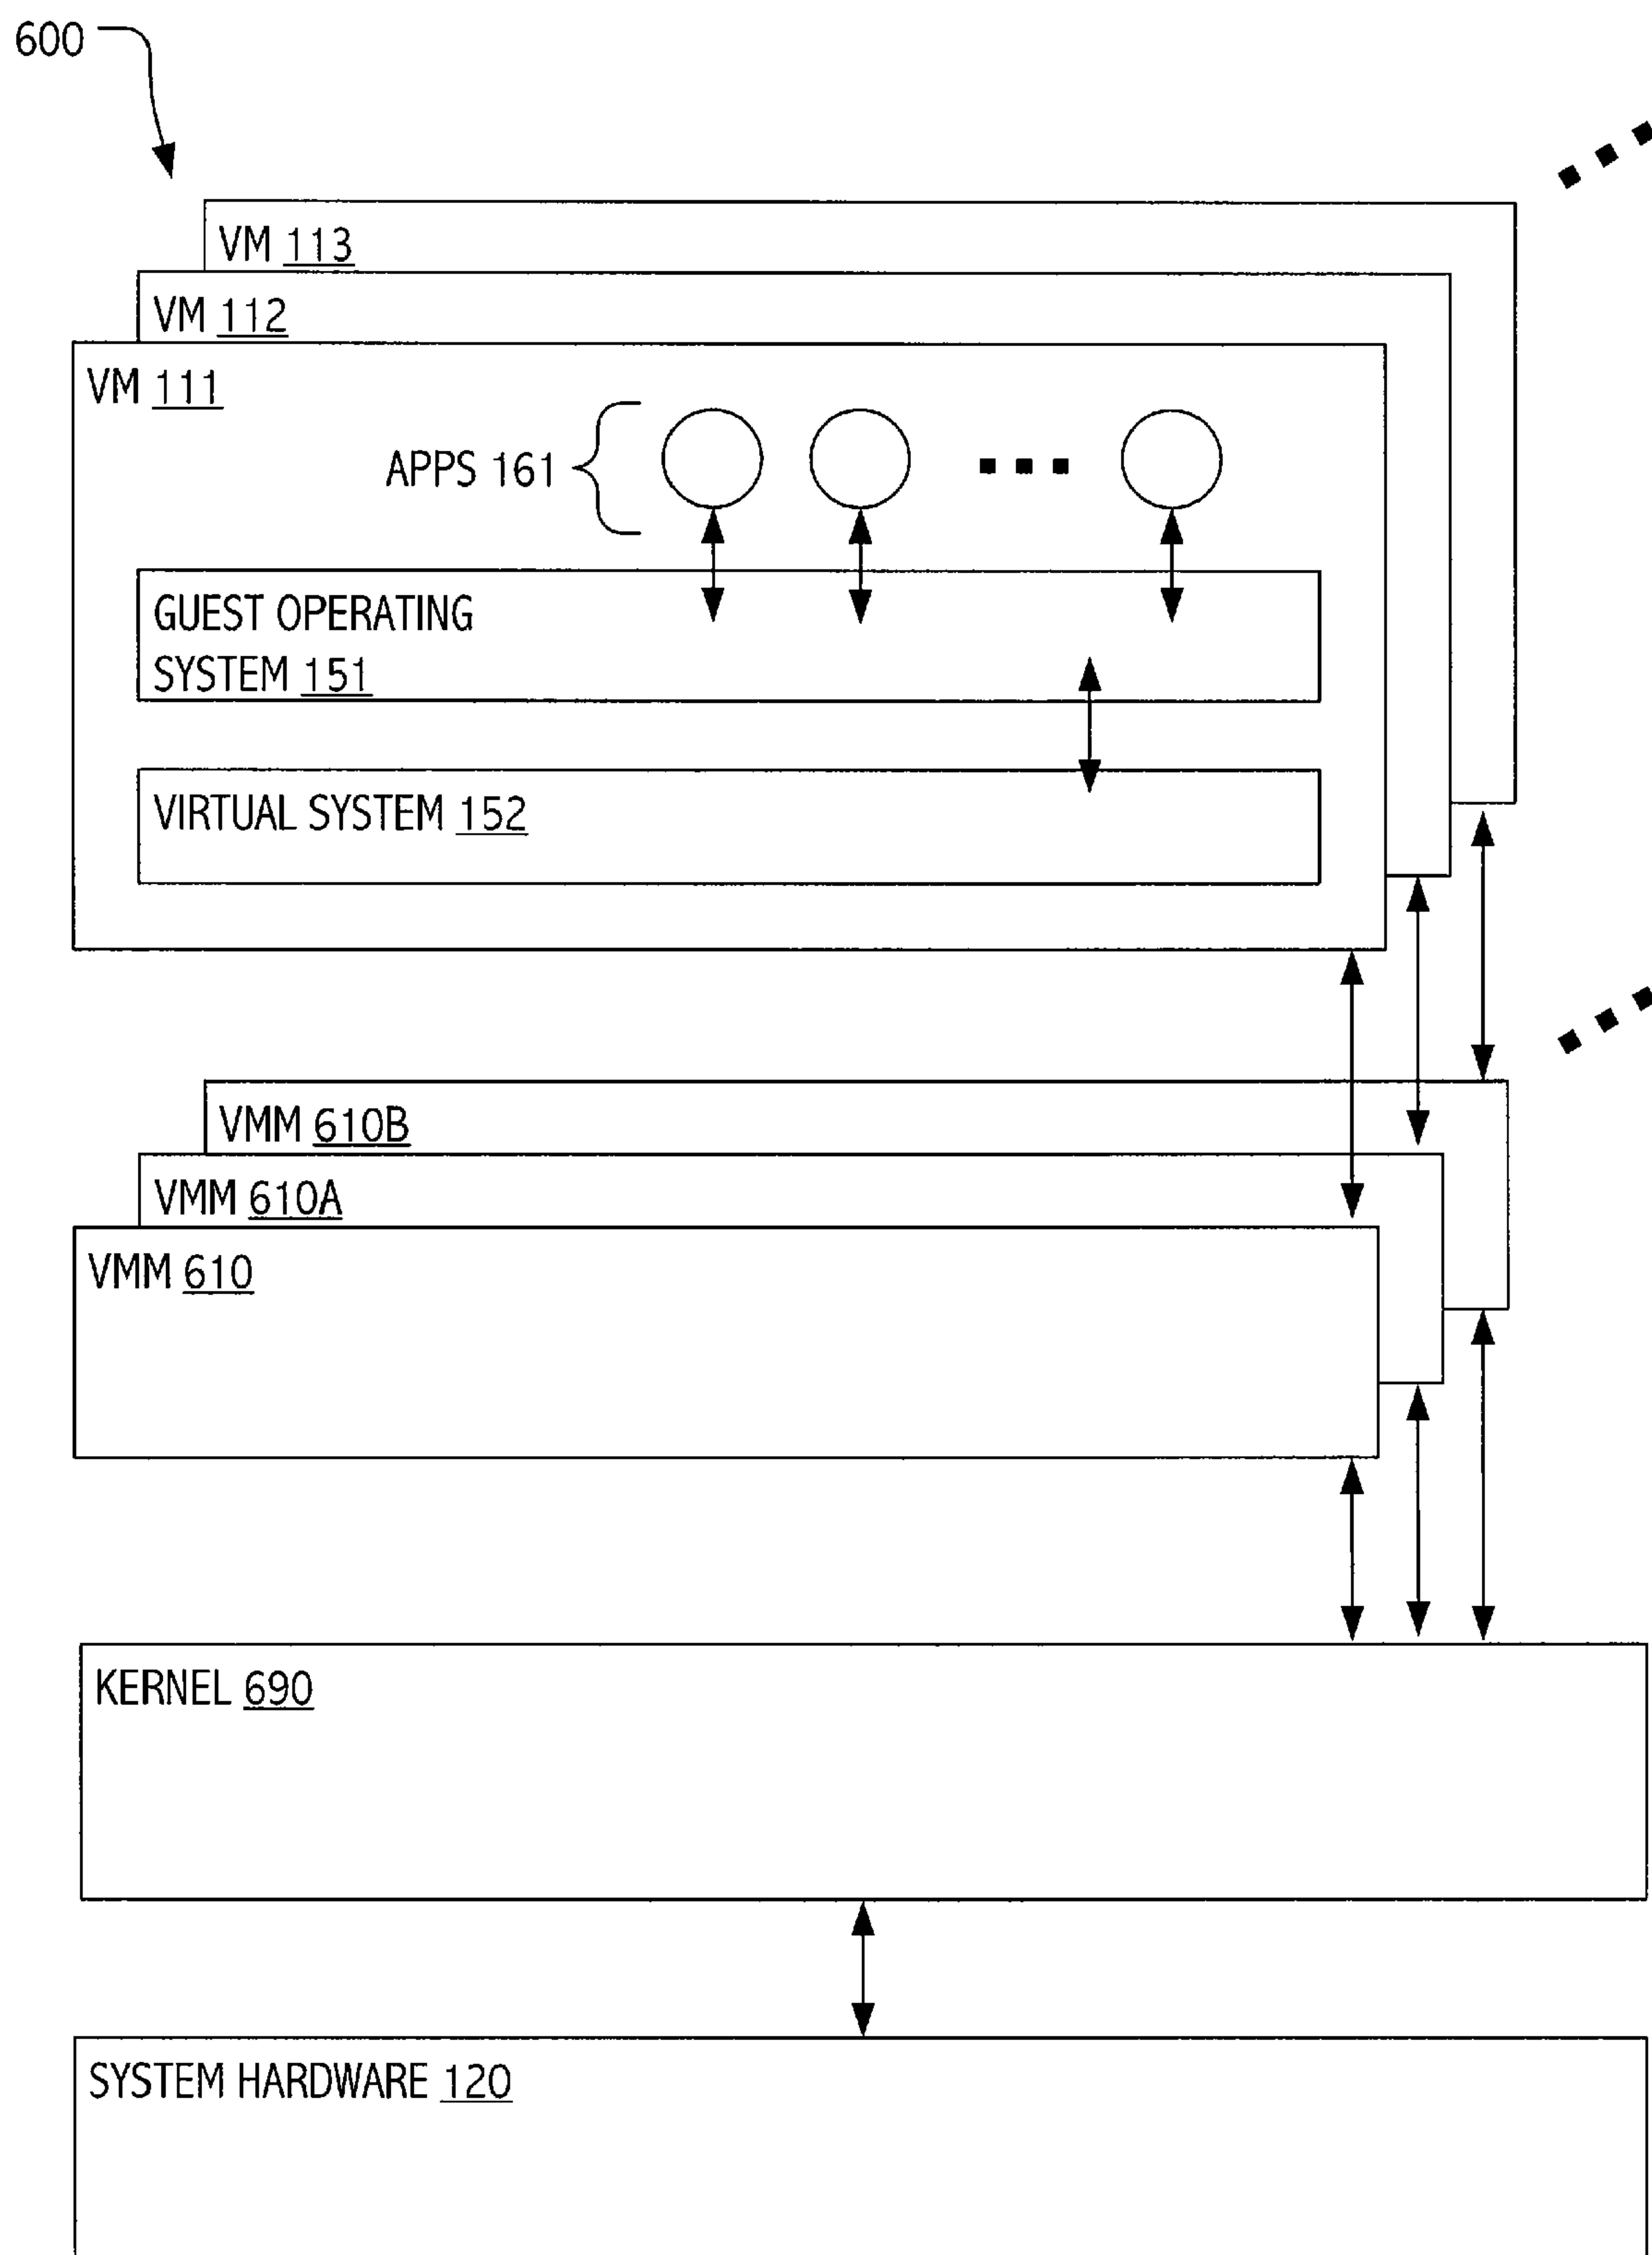 600
VM 113
VM 112
VM 111
APPS 161
GUEST OPERATING
SYSTEM 151
VIRTUAL SYSTEM 152
VMM 610B
VMM 610A
VMM 610
KERNEL 690
SYSTEM HARDWARE 120